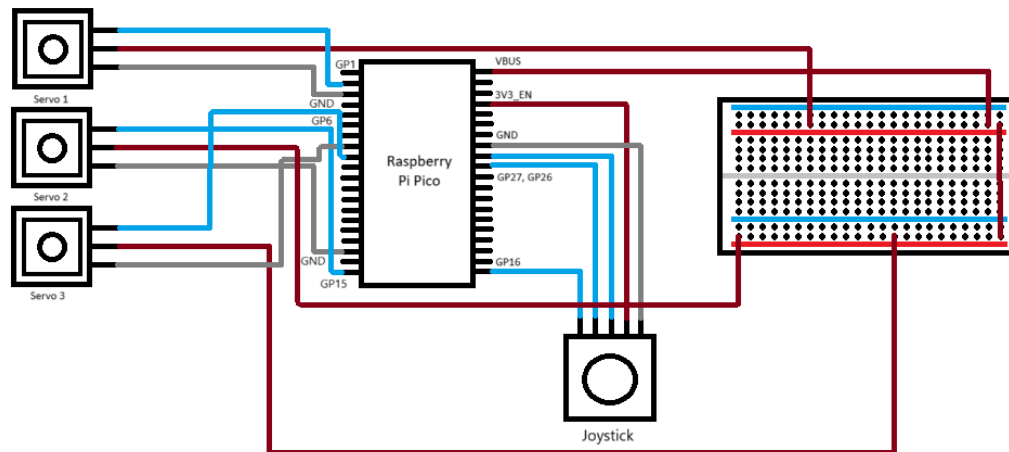 Servo 1
Servo 2
Servo 3
GP1
GND
GP6
GND
GP15
Raspberry
Pi Pico
VBUS
3V3_EN
GND
GP27, GP26
GP16
Joystick